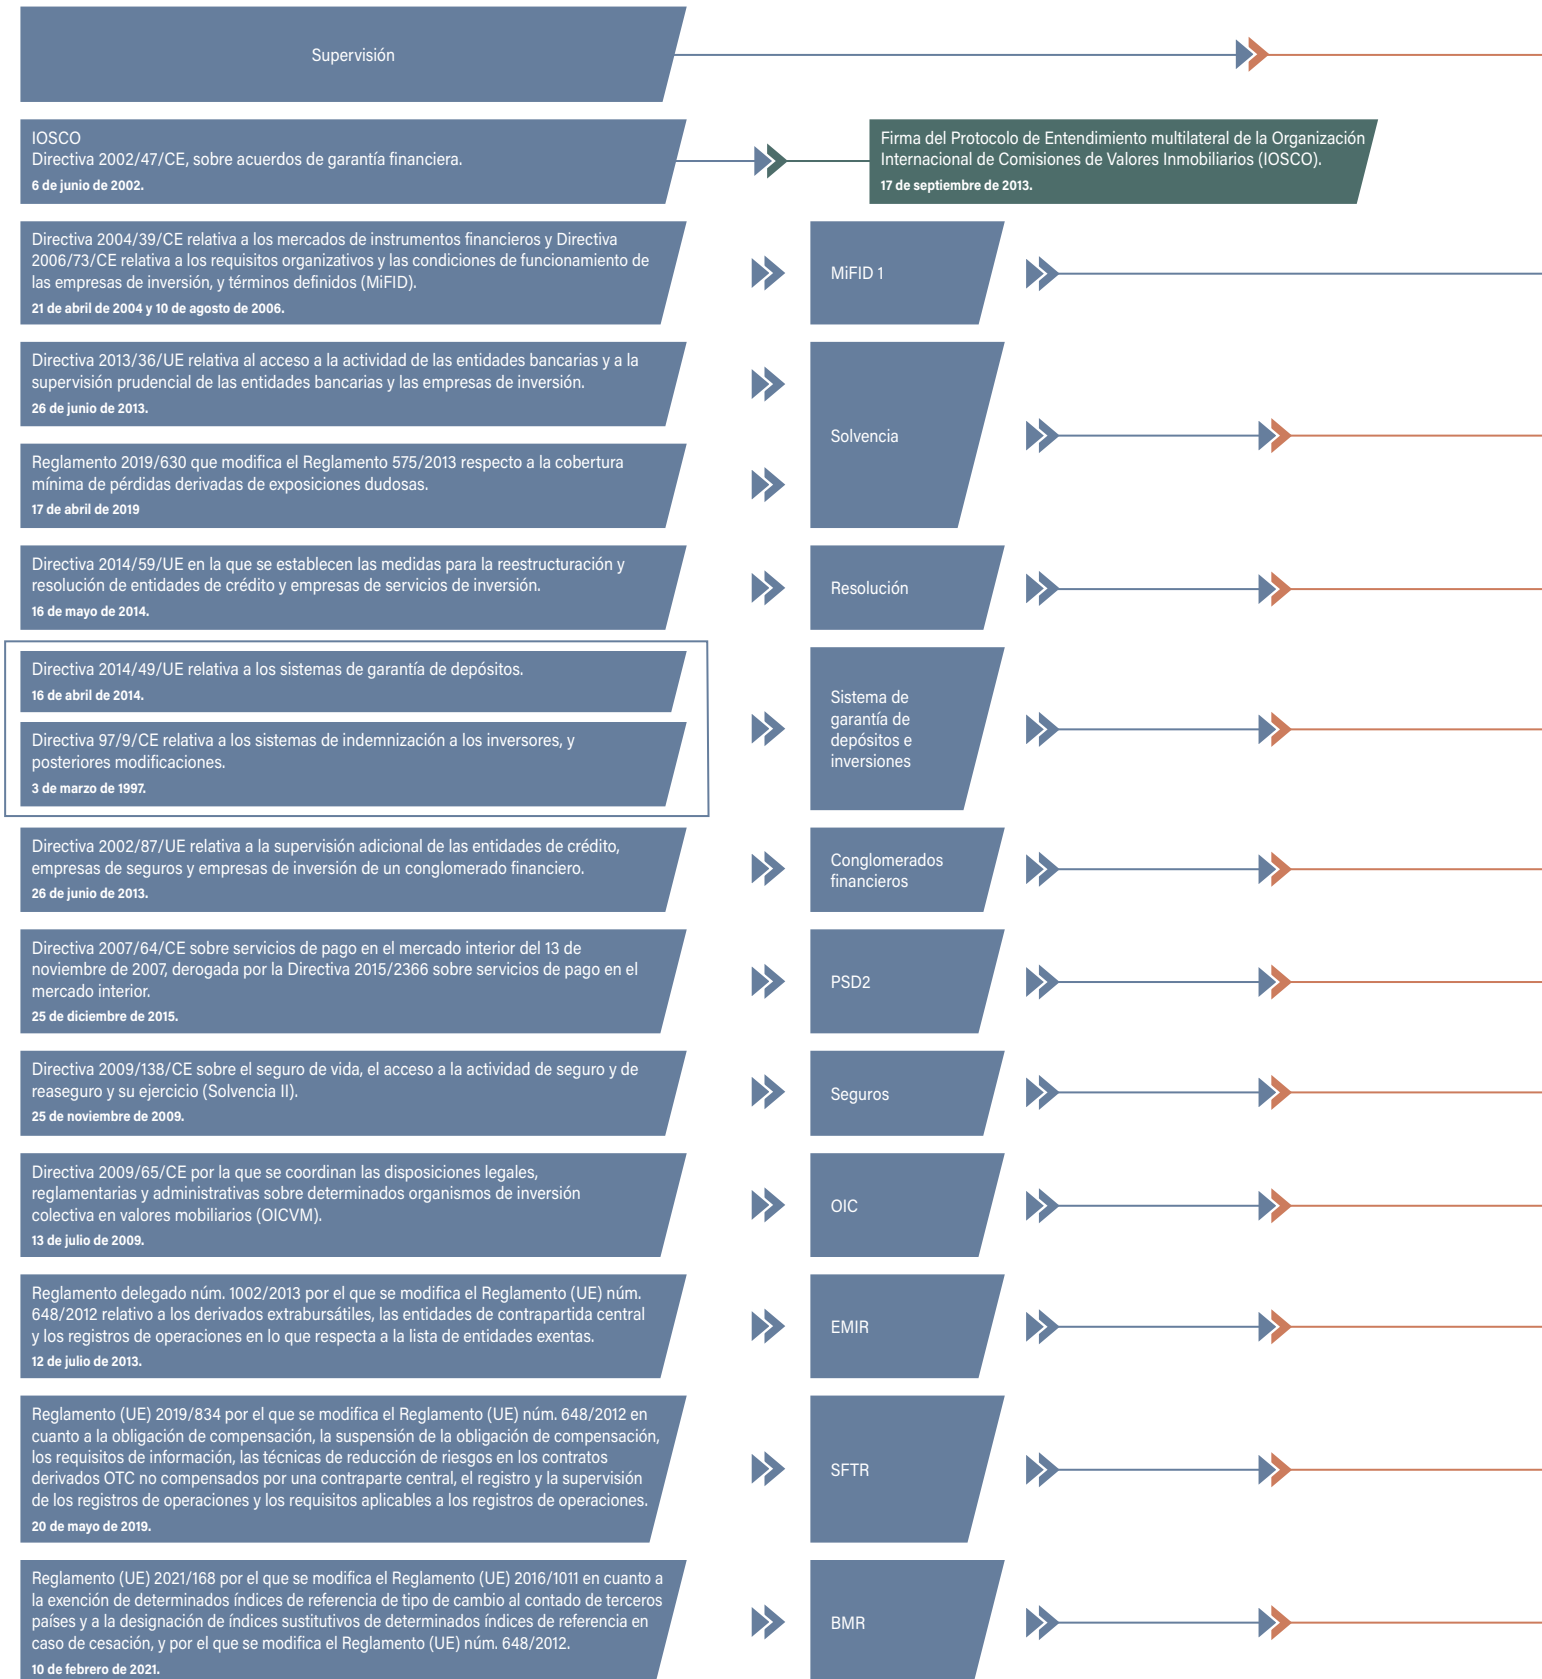 Supervisión
IOSCO
Directiva 2002/47/CE, sobre acuerdos de garantía financiera.
6 de junio de 2002.
Firma del Protocolo de Entendimiento multilateral de la Organización
Internacional de Comisiones de Valores Inmobiliarios (IOSCO).
17 de septiembre de 2013.
Directiva 2004/39/CE relativa a los mercados de instrumentos financieros y Directiva
2006/73/CE relativa a los requisitos organizativos y las condiciones de funcionamiento de
las empresas de inversión, y términos definidos (MiFID).
21 de abril de 2004 y 10 de agosto de 2006.
MiFID 1
Directiva 2013/36/UE relativa al acceso a la actividad de las entidades bancarias y a la
supervisión prudencial de las entidades bancarias y las empresas de inversión.
26 de junio de 2013.
Reglamento 2019/630 que modifica el Reglamento 575/2013 respecto a la cobertura
mínima de pérdidas derivadas de exposiciones dudosas.
17 de abril de 2019
Solvencia
Directiva 2014/59/UE en la que se establecen las medidas para la reestructuración y
resolución de entidades de crédito y empresas de servicios de inversión.
16 de mayo de 2014.
Resolución
Directiva 2014/49/UE relativa a los sistemas de garantía de depósitos.
16 de abril de 2014.
Directiva 97/9/CE relativa a los sistemas de indemnización a los inversores, y
posteriores modificaciones.
3 de marzo de 1997.
Sistema de
garantía de
depósitos e
inversiones
Directiva 2002/87/UE relativa a la supervisión adicional de las entidades de crédito,
empresas de seguros y empresas de inversión de un conglomerado financiero.
26 de junio de 2013.
Conglomerados
financieros
Directiva 2007/64/CE sobre servicios de pago en el mercado interior del 13 de
noviembre de 2007, derogada por la Directiva 2015/2366 sobre servicios de pago en el
mercado interior.
25 de diciembre de 2015.
PSD2
Directiva 2009/138/CE sobre el seguro de vida, el acceso a la actividad de seguro y de
reaseguro y su ejercicio (Solvencia II).
25 de noviembre de 2009.
Seguros
Directiva 2009/65/CE por la que se coordinan las disposiciones legales,
reglamentarias y administrativas sobre determinados organismos de inversión
colectiva en valores mobiliarios (OICVM).
13 de julio de 2009.
OIC
Reglamento delegado núm. 1002/2013 por el que se modifica el Reglamento (UE) núm.
648/2012 relativo a los derivados extrabursátiles, las entidades de contrapartida central
y los registros de operaciones en lo que respecta a la lista de entidades exentas.
12 de julio de 2013.
EMIR
Reglamento (UE) 2019/834 por el que se modifica el Reglamento (UE) núm. 648/2012 en
cuanto a la obligación de compensación, la suspensión de la obligación de compensación,
los requisitos de información, las técnicas de reducción de riesgos en los contratos
derivados OTC no compensados por una contraparte central, el registro y la supervisión
de los registros de operaciones y los requisitos aplicables a los registros de operaciones.
20 de mayo de 2019.
SFTR
Reglamento (UE) 2021/168 por el que se modifica el Reglamento (UE) 2016/1011 en cuanto a
la exención de determinados índices de referencia de tipo de cambio al contado de terceros
países y a la designación de índices sustitutivos de determinados índices de referencia en
caso de cesación, y por el que se modifica el Reglamento (UE) núm. 648/2012.
10 de febrero de 2021.
BMR